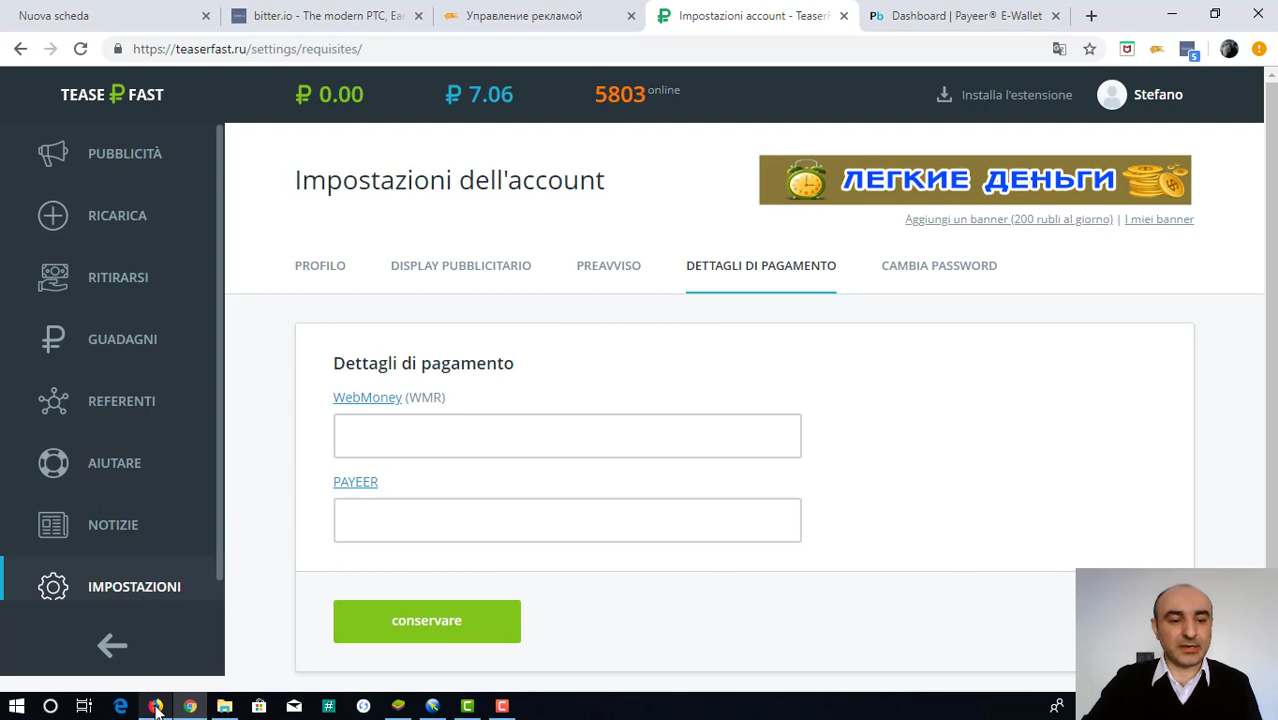 Nuova scheda
bitter.io - The modern PTC, Ea
Управление рекламой
Impostazioni account - TeaserF
Pb Dashboard | Payeer® E-Wallet
https://teaserfast.ru/settings/requisites/
5
TEASE ₽ FAST
₽ 0.00
₽ 7.06
5803 online
Installa l'estensione
Stefano
PUBBLICITÀ
RICARICA
RITIRARSI
GUADAGNI
REFERENTI
AIUTARE
NOTIZIE
IMPOSTAZIONI
Impostazioni dell'account
ЛЕГКИЕ ДЕНЬГИ
Aggiungi un banner (200 rubli al giorno) | I miei banner
PROFILO
DISPLAY PUBBLICITARIO
PREAVVISO
DETTAGLI DI PAGAMENTO
CAMBIA PASSWORD
Dettagli di pagamento
WebMoney (WMR)
PAYEER
conservare